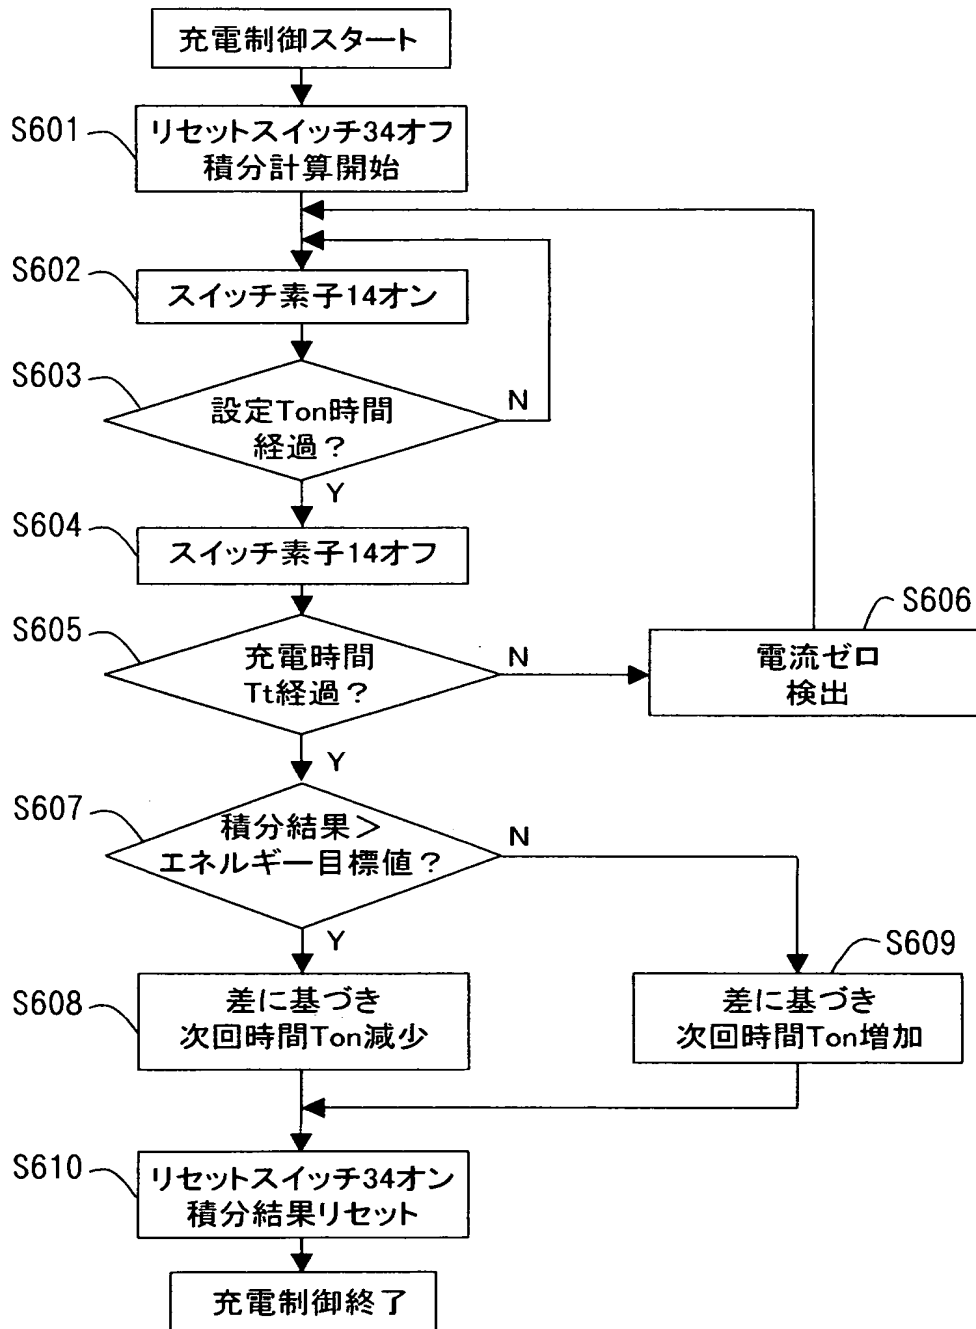 充電制御スタート
S601
リセットスイッチ34オフ
積分計算開始
S602
スイッチ素子14オン
S603
設定Ton時間
経過？
N
Y
S604
スイッチ素子14オフ
S605
充電時間
Tt経過？
N
S606
電流ゼロ
検出
Y
S607
積分結果＞
エネルギー目標値？
N
Y
S608
差に基づき
次回時間Ton減少
S609
差に基づき
次回時間Ton増加
S610
リセットスイッチ34オン
積分結果リセット
充電制御終了